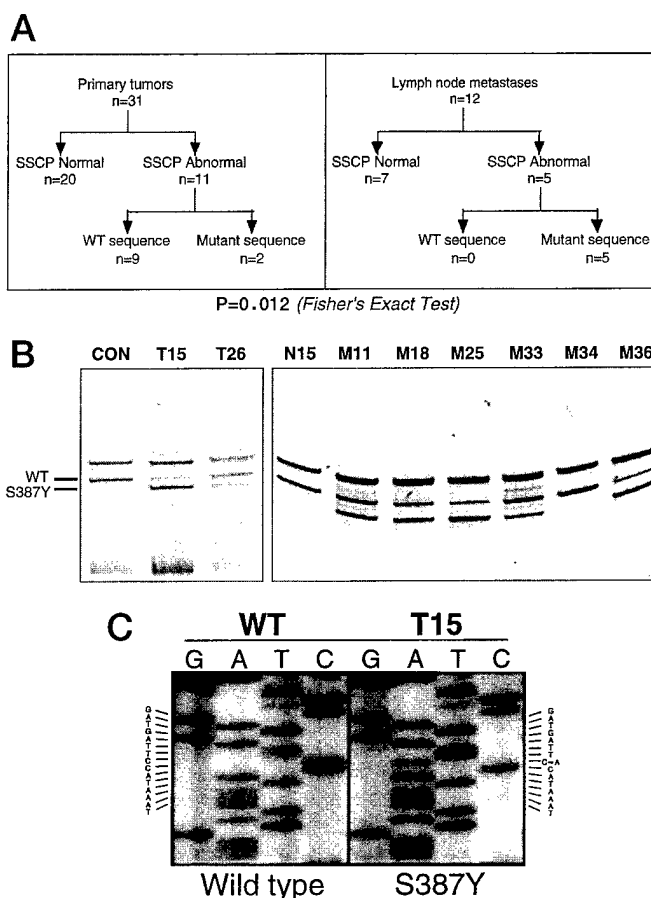 A
Primary tumors
n=31
SSCP Normal
n=20
SSCP Abnormal
n=11
WT sequence
n=9
Mutant sequence
n=2
Lymph node metastases
n=12
SSCP Normal
n=7
SSCP Abnormal
n=5
WT sequence
n=0
Mutant sequence
n=5
P=0.012 (Fisher's Exact Test)
B
CON T15 T26 N15 M11 M18 M25 M33 M34 M36
WT
S387Y
C
WT T15
G A T C G A T C
G
A
T
G
A
T
T
C
C
A
T
A
A
A
T
G
A
T
G
A
T
T
C-A
C
A
T
A
A
A
T
Wild type S387Y